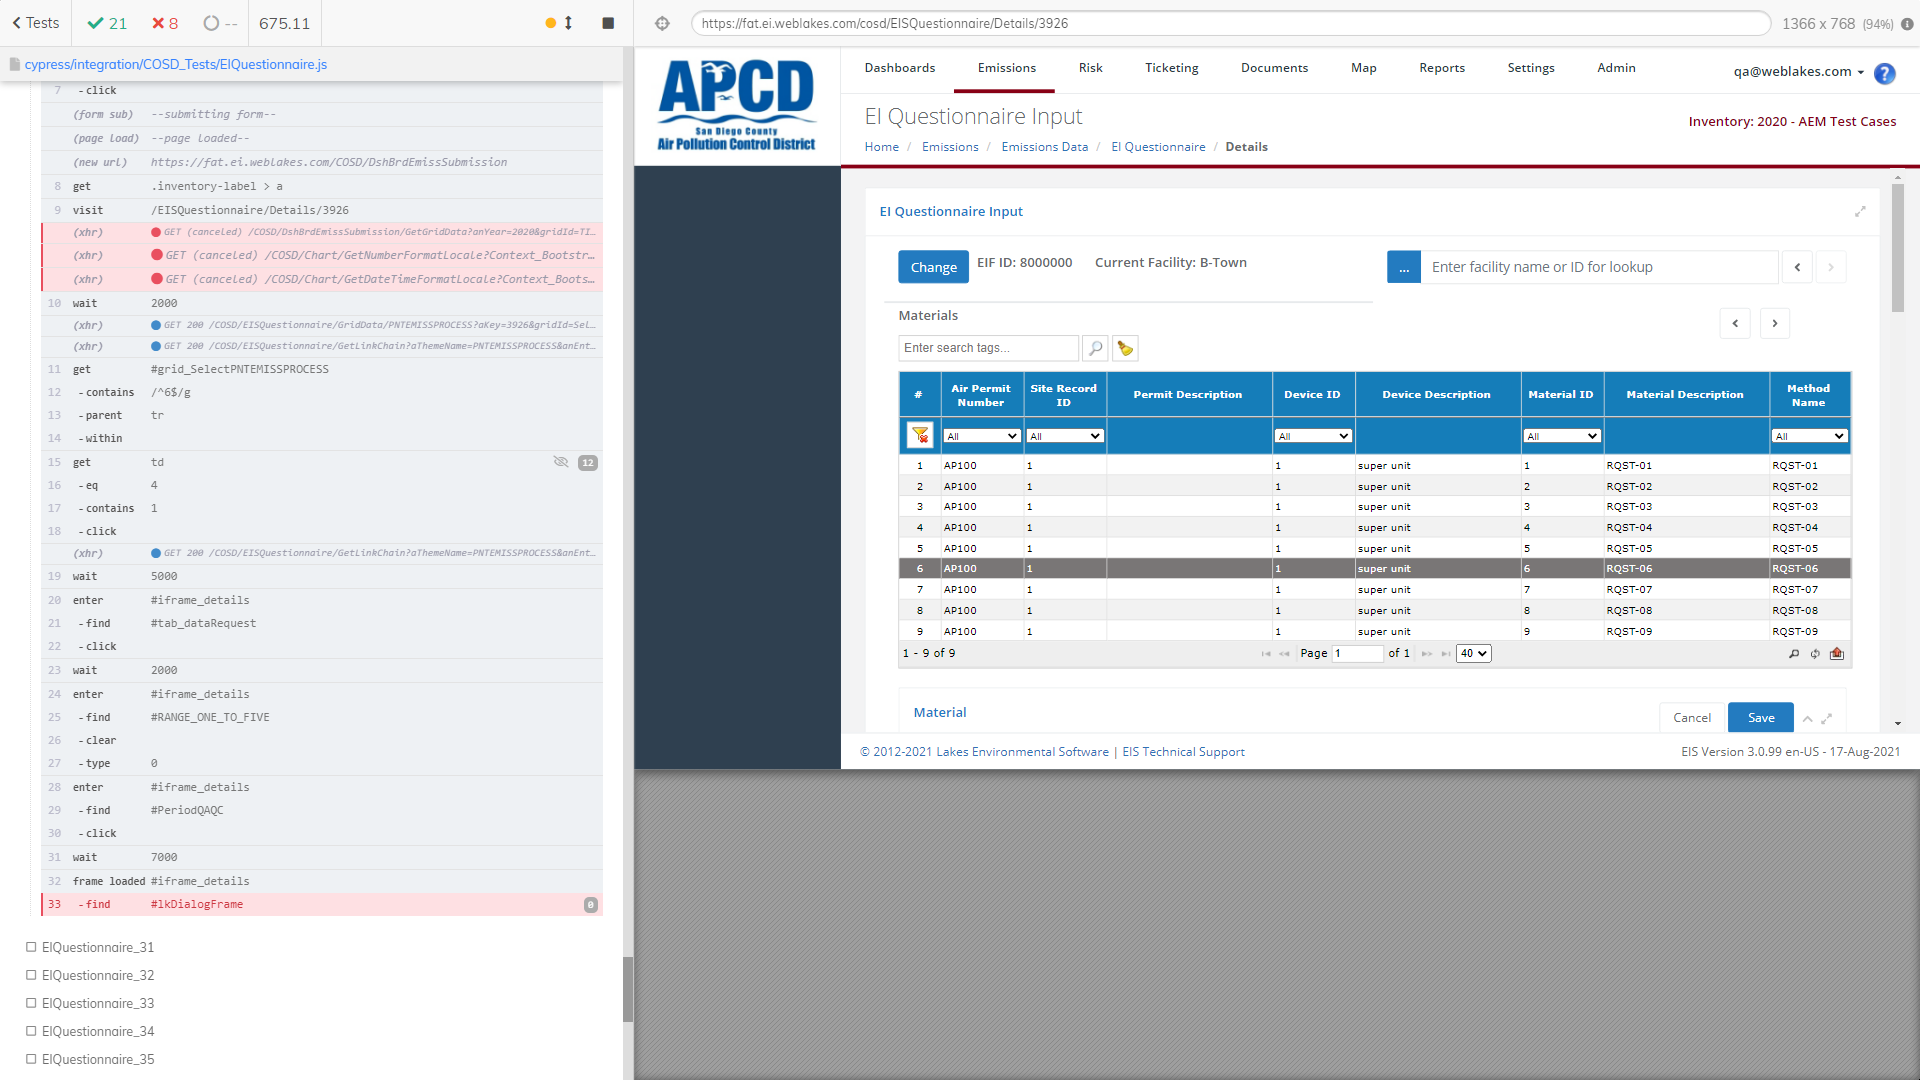 Tests
21
8
--
675.11
cypress/integration/COSD_Tests/EIQuestionnaire.js
7 -click
(form sub) --submitting form--
(page load) --page loaded--
(new url) https://fat.ei.weblakes.com/COSD/DshBrdEmissSubmission
8 get .inventory-label > a
9 visit /EISQuestionnaire/Details/3926
(xhr) GET (canceled) /COSD/DshBrdEmissSubmission/GetGridData?anYear=2020&gridId=TI...
(xhr) GET (canceled) /COSD/Chart/GetNumberFormatLocale?Context_Bootstr...
(xhr) GET (canceled) /COSD/Chart/GetDateTimeFormatLocale?Context_Boots...
10 wait 2000
(xhr) GET 200 /COSD/EISQuestionnaire/GridData/PNTEMISSPROCESS?aKey=3926&gridId=Sel...
(xhr) GET 200 /COSD/EISQuestionnaire/GetLinkChain?aThemeName=PNTEMISSPROCESS&anEnt...
11 get #grid_SelectPNTEMISSPROCESS
12 -contains /^6$/g
13 -parent tr
14 -within
15 get td 12
16 -eq 4
17 -contains 1
18 -click
(xhr) GET 200 /COSD/EISQuestionnaire/GetLinkChain?aThemeName=PNTEMISSPROCESS&anEnt...
19 wait 5000
20 enter #iframe_details
21 -find #tab_dataRequest
22 -click
23 wait 2000
24 enter #iframe_details
25 -find #RANGE_ONE_TO_FIVE
26 -clear
27 -type 0
28 enter #iframe_details
29 -find #PeriodQAQC
30 -click
31 wait 7000
32 frame loaded #iframe_details
33 -find #lkDialogFrame 0
EIQuestionnaire_31
EIQuestionnaire_32
EIQuestionnaire_33
EIQuestionnaire_34
EIQuestionnaire_35
https://fat.ei.weblakes.com/cosd/EISQuestionnaire/Details/3926
1366 x 768 (94%)
APCD
San Diego County
Air Pollution Control District
Dashboards Emissions Risk Ticketing Documents Map Reports Settings Admin
qa@weblakes.com ?
EI Questionnaire Input
Inventory: 2020 - AEM Test Cases
Home / Emissions / Emissions Data / EI Questionnaire / Details
EI Questionnaire Input
Change EIF ID: 8000000 Current Facility: B-Town
... Enter facility name or ID for lookup
Materials
Enter search tags...
# Air Permit Number Site Record ID Permit Description Device ID Device Description Material ID Material Description Method Name
All All All All All
1 AP100 1 1 super unit 1 RQST-01 RQST-01
2 AP100 1 1 super unit 2 RQST-02 RQST-02
3 AP100 1 1 super unit 3 RQST-03 RQST-03
4 AP100 1 1 super unit 4 RQST-04 RQST-04
5 AP100 1 1 super unit 5 RQST-05 RQST-05
6 AP100 1 1 super unit 6 RQST-06 RQST-06
7 AP100 1 1 super unit 7 RQST-07 RQST-07
8 AP100 1 1 super unit 8 RQST-08 RQST-08
9 AP100 1 1 super unit 9 RQST-09 RQST-09
1 - 9 of 9 Page 1 of 1 40
Material
Cancel Save
© 2012-2021 Lakes Environmental Software | EIS Technical Support
EIS Version 3.0.99 en-US - 17-Aug-2021